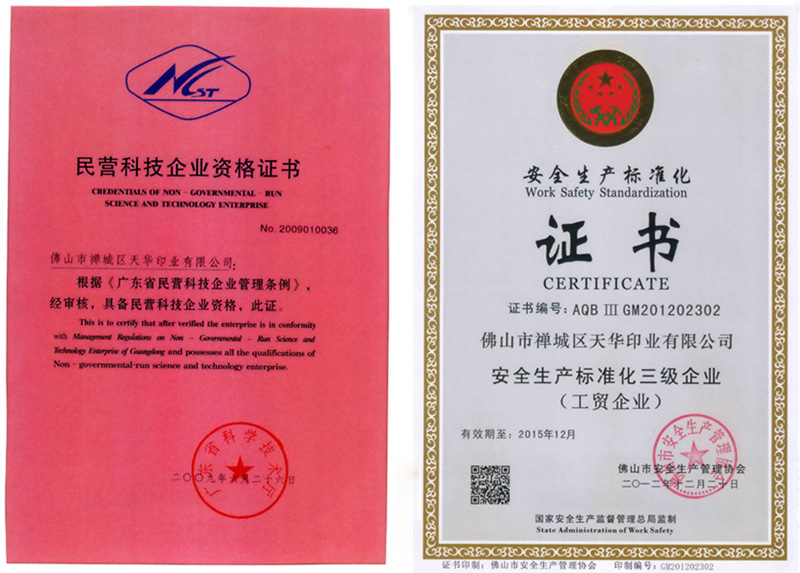 NCST
民营科技企业资格证书
CREDENTIALS OF NON - GOVERNMENTAL - RUN
SCIENCE AND TECHNOLOGY ENTERPRISE
No. 2009010036
佛山市禅城区天华印业有限公司:
根据《广东省民营科技企业管理条例》,
经审核,具备民营科技企业资格,此证。
This is to certify that after verified the enterprise is in conformity
with Management Regulations on Non - Governmental - Run Science and
Technology Enterprise of Guangdong and possesses all the qualifications of
Non - governmental-run science and technology enterprise.
广东省科学技术厅
二〇〇九年六月二十六日
安全生产标准化
Work Safety Standardization
证书
CERTIFICATE
证书编号: AQB III GM201202302
佛山市禅城区天华印业有限公司
安全生产标准化三级企业
(工贸企业)
有效期至: 2015年12月
佛山市安全生产管理协会
二〇一二年十二月二十日
国家安全生产监督管理总局监制
State Administration of Work Safety
证书印制: 佛山市安全生产管理协会 印制编号: GM201202302